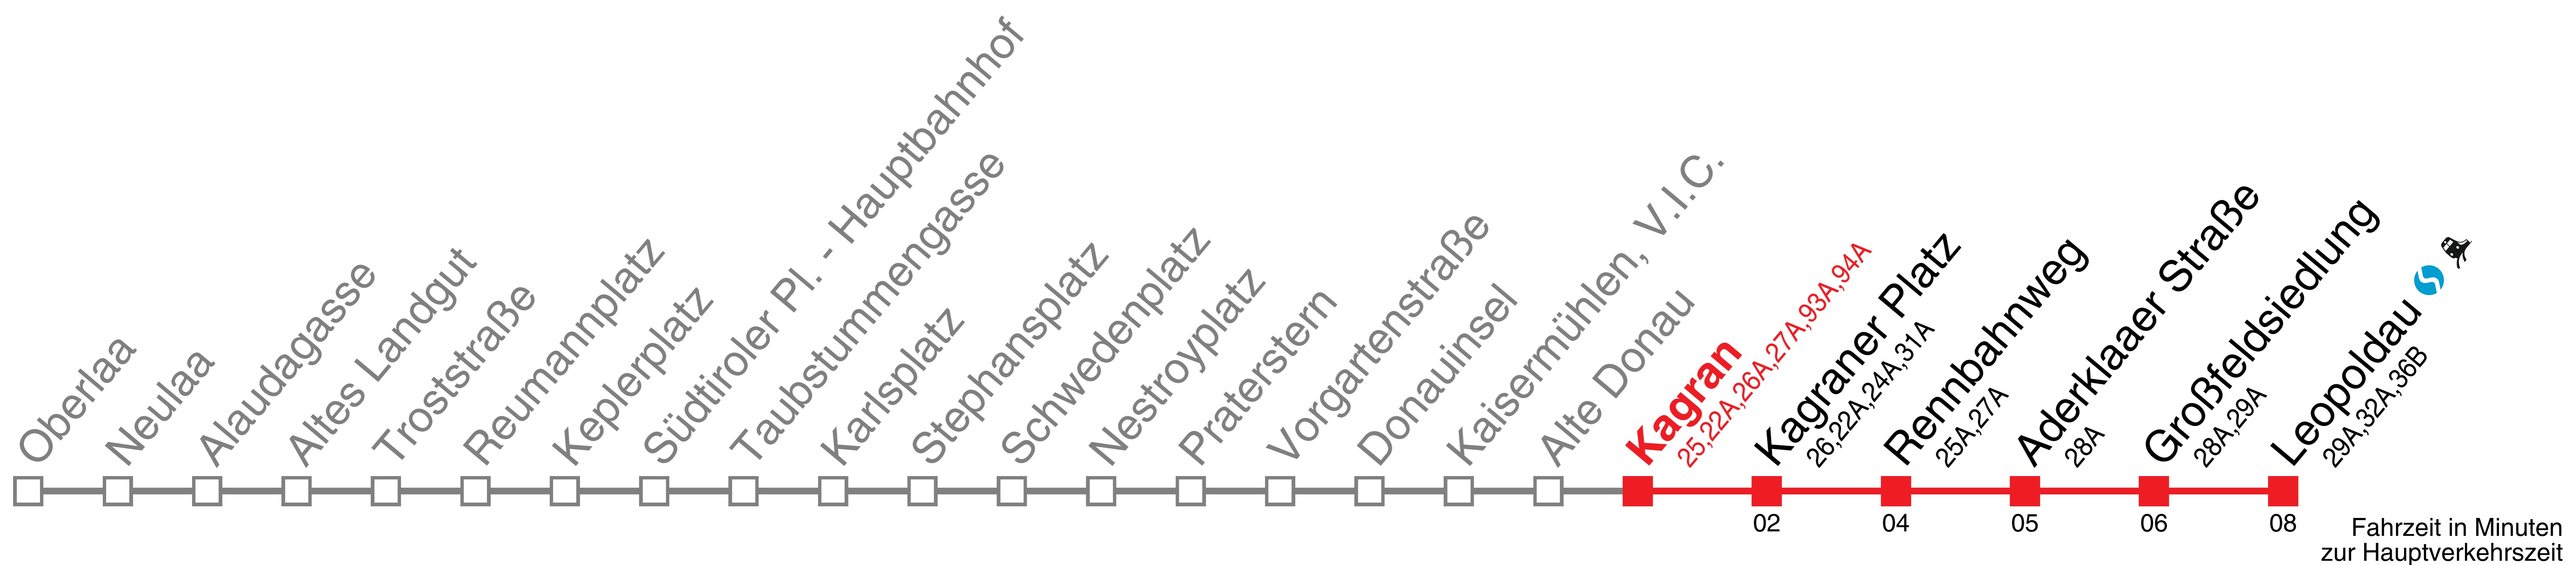 Oberlaa
Neulaa
Alaudagasse
Altes Landgut
Troststraße
Reumannplatz
Keplerplatz
Südtiroler Pl. - Hauptbahnhof
Taubstummengasse
Karlsplatz
Stephansplatz
Schwedenplatz
Nestroyplatz
Praterstern
Vorgartenstraße
Donauinsel
Kaisermühlen, V.I.C.
Alte Donau
Kagran
25,22A,26A,27A,93A,94A
Kagraner Platz
26,22A,24A,31A
Rennbahnweg
25A,27A
Aderklaaer Straße
28A
Großfeldsiedlung
28A,29A
Leopoldau
29A,32A,36B
02 04 05 06 08
Fahrzeit in Minuten
zur Hauptverkehrszeit